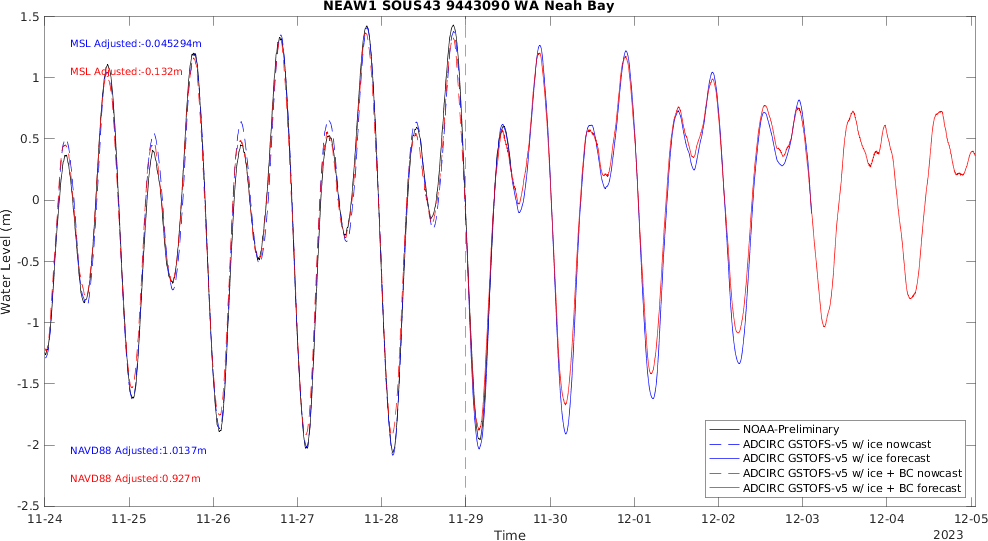 NEAW1 SOUS43 9443090 WA Neah Bay
Water Level (m)
1.5
1
0.5
0
-0.5
-1
-1.5
-2
-2.5
MSL Adjusted:-0.045294m
MSL Adjusted:-0.132m
NAVD88 Adjusted:1.0137m
NAVD88 Adjusted:0.927m
NOAA-Preliminary
ADCIRC GSTOFS-v5 w/ ice nowcast
ADCIRC GSTOFS-v5 w/ ice forecast
ADCIRC GSTOFS-v5 w/ ice + BC nowcast
ADCIRC GSTOFS-v5 w/ ice + BC forecast
11-24 11-25 11-26 11-27 11-28 11-29 11-30 12-01 12-02 12-03 12-04 12-05
Time
2023